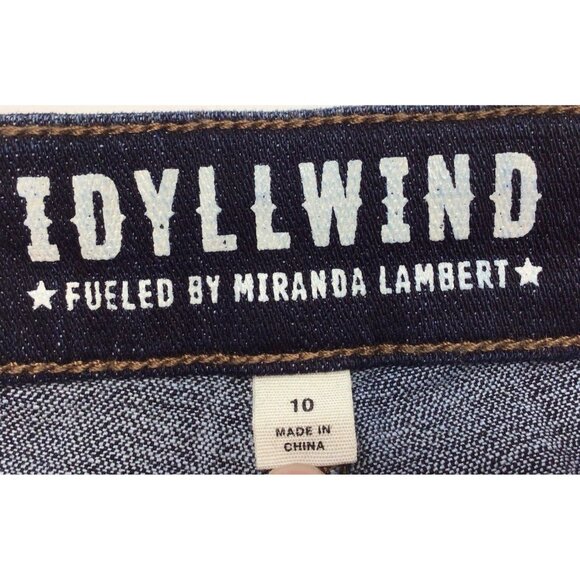 IDYLLWIND
★ FUELED BY MIRANDA LAMBERT ★
10
MADE IN
CHINA